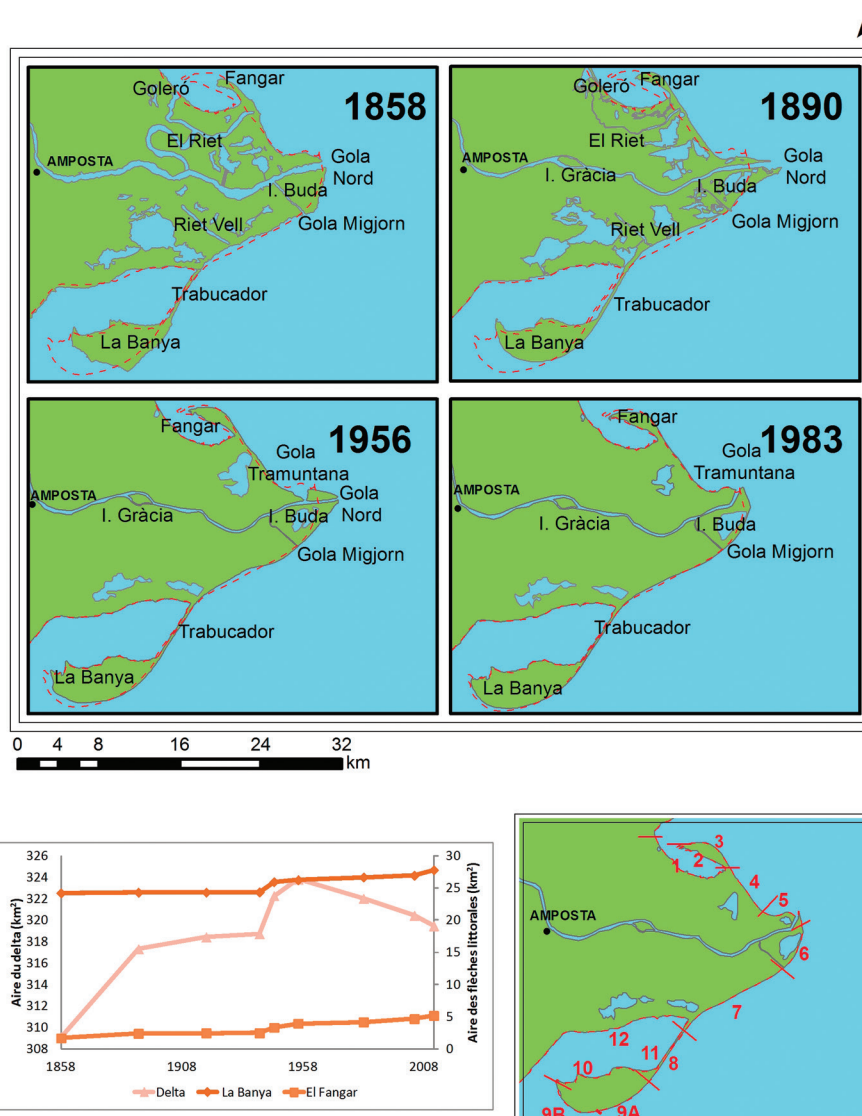 1858
Goleró
Fangar
El Riet
AMPOSTA
Gola
Nord
I. Buda
Riet Vell
Gola Migjorn
Trabucador
La Banya
1890
Goleró
Fangar
El Riet
AMPOSTA
I. Gràcia
Gola
Nord
I. Buda
Riet Vell
Gola Migjorn
Trabucador
La Banya
1956
Fangar
Gola
Tramuntana
AMPOSTA
Gola
Nord
I. Gràcia
I. Buda
Gola Migjorn
Trabucador
La Banya
1983
Fangar
Gola
Tramuntana
AMPOSTA
I. Gràcia
I. Buda
Gola Migjorn
Trabucador
La Banya
0 4 8 16 24 32
km
Aire du delta (km²)
326
324
322
320
318
316
314
312
310
308
30
25
20
15
10
5
0
Aire des flèches littorales (km²)
1858 1908 1958 2008
Delta La Banya El Fangar
AMPOSTA
1
2
3
4
5
6
7
8
9A
9B
10
11
12